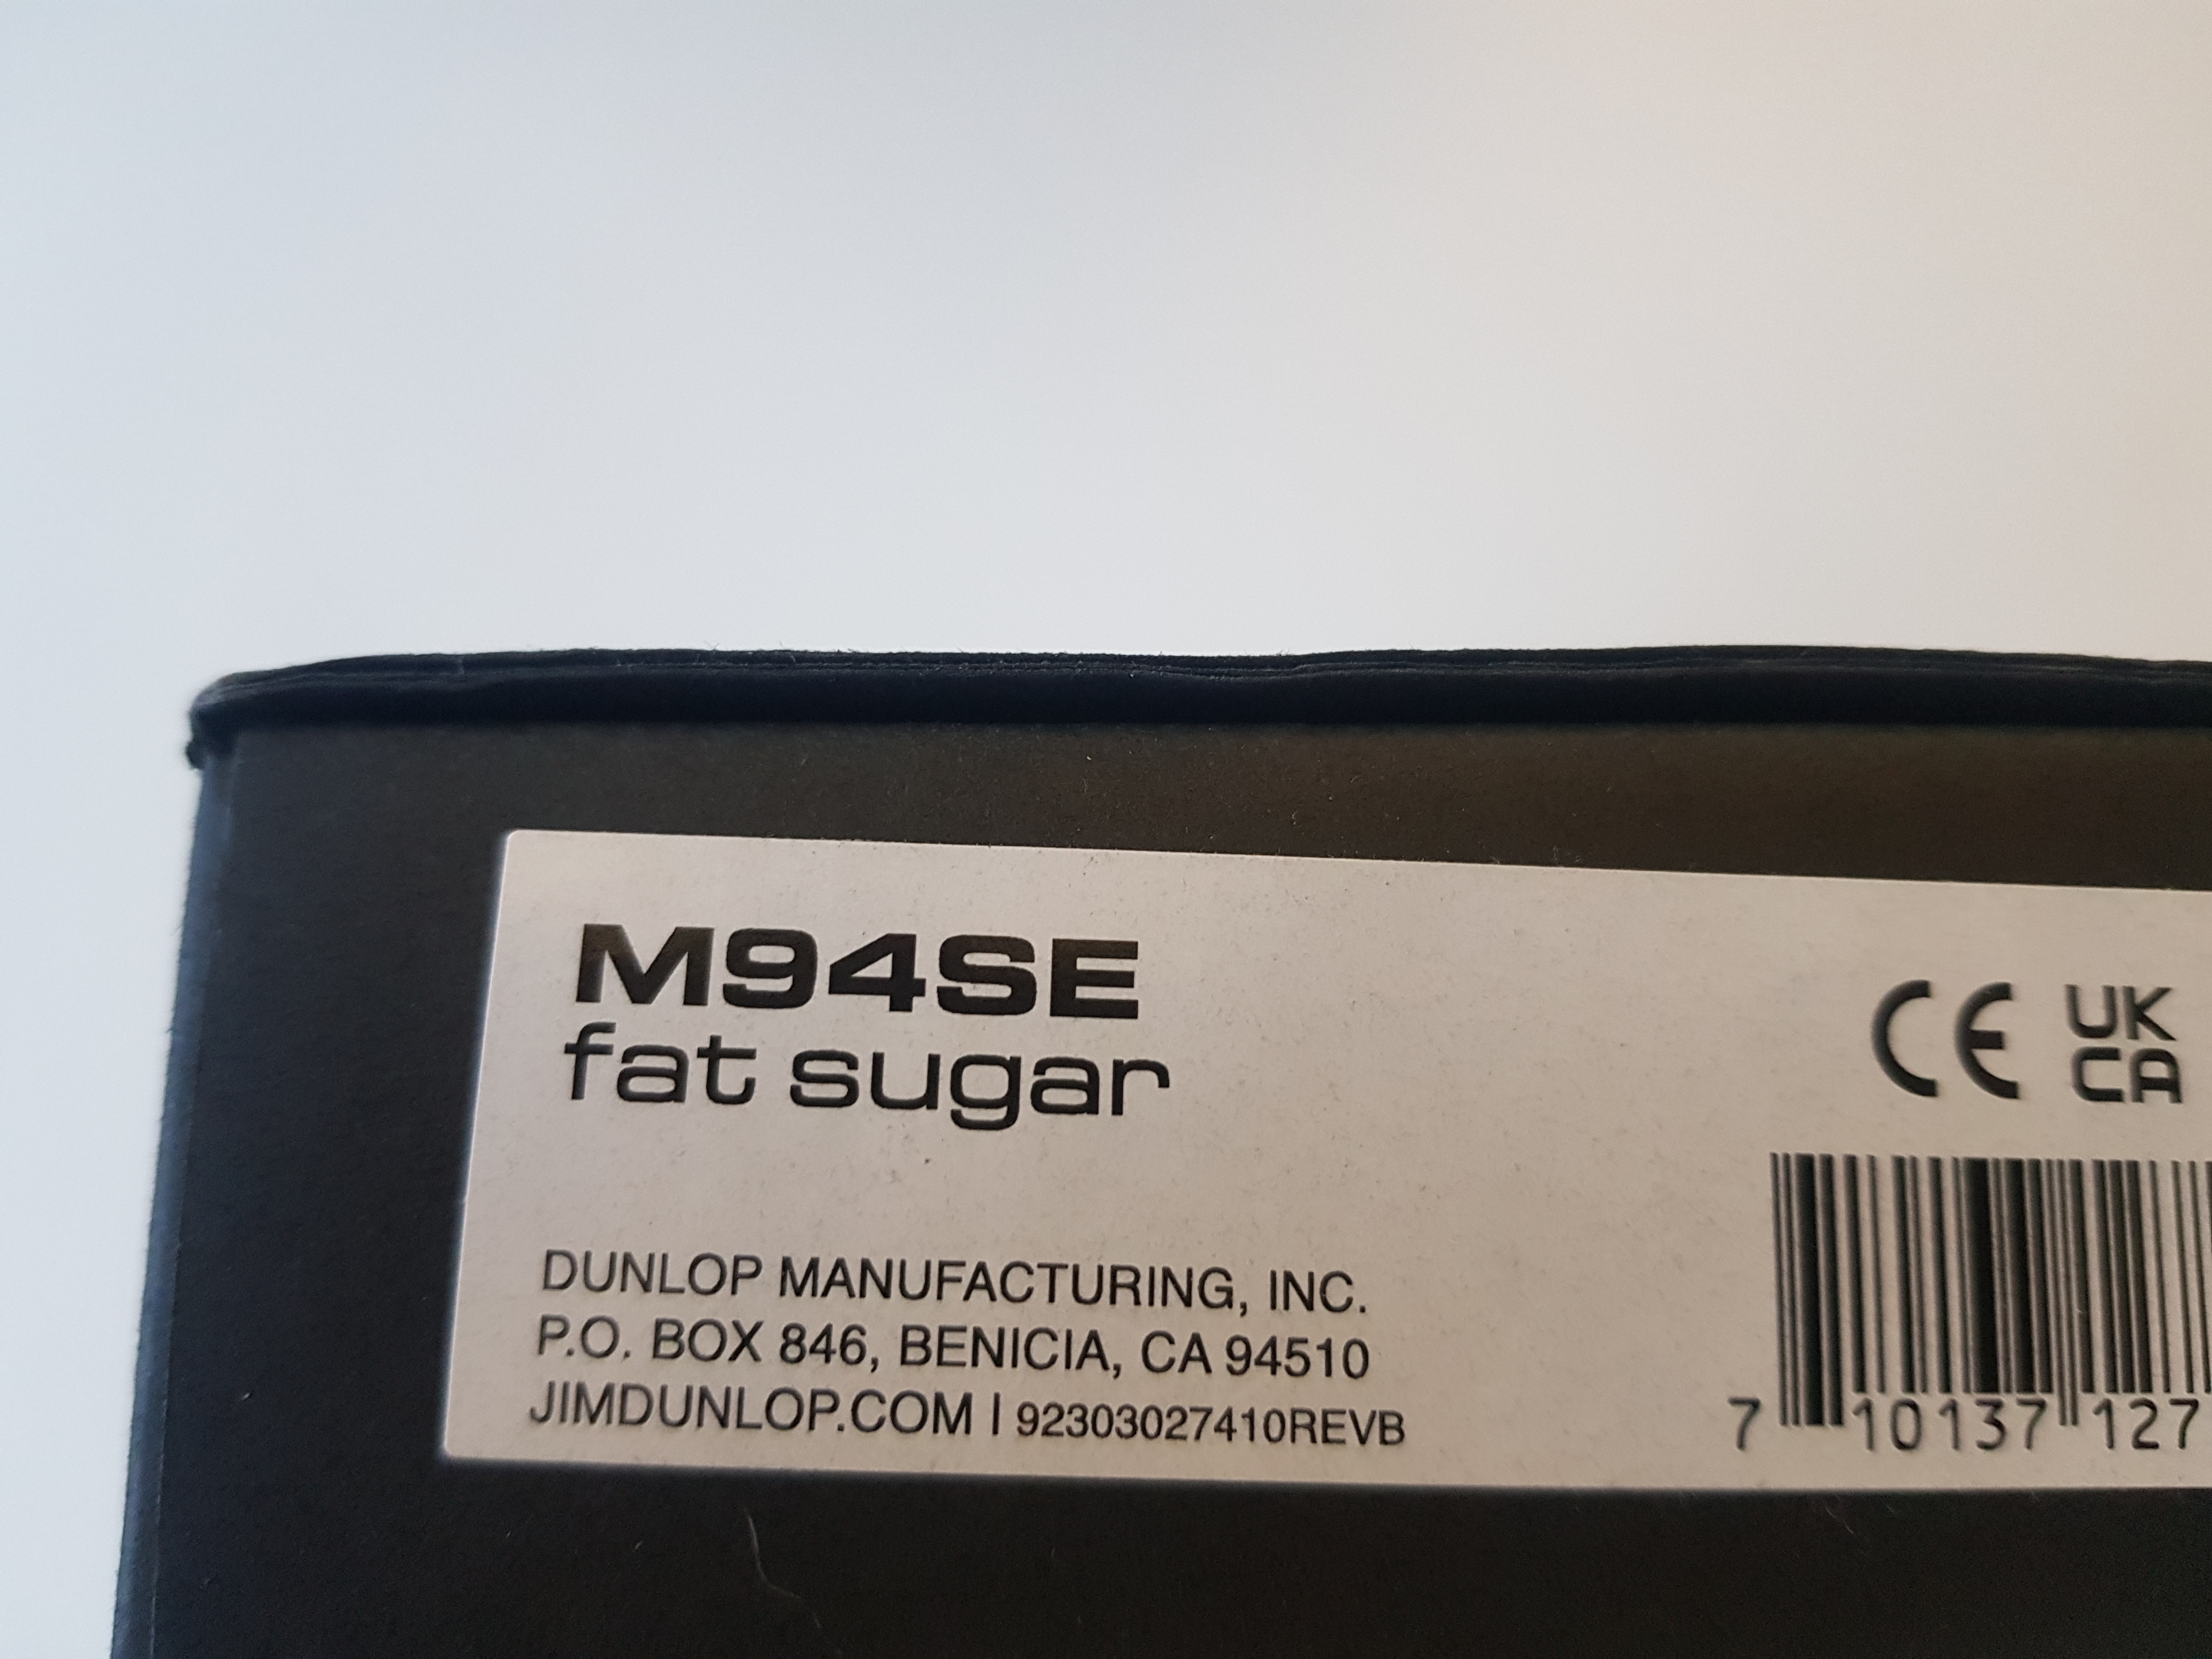 M94SE
fat sugar
CE UK
CA
DUNLOP MANUFACTURING, INC.
P.O. BOX 846, BENICIA, CA 94510
JIMDUNLOP.COM | 92303027410REVB
7 10137 127